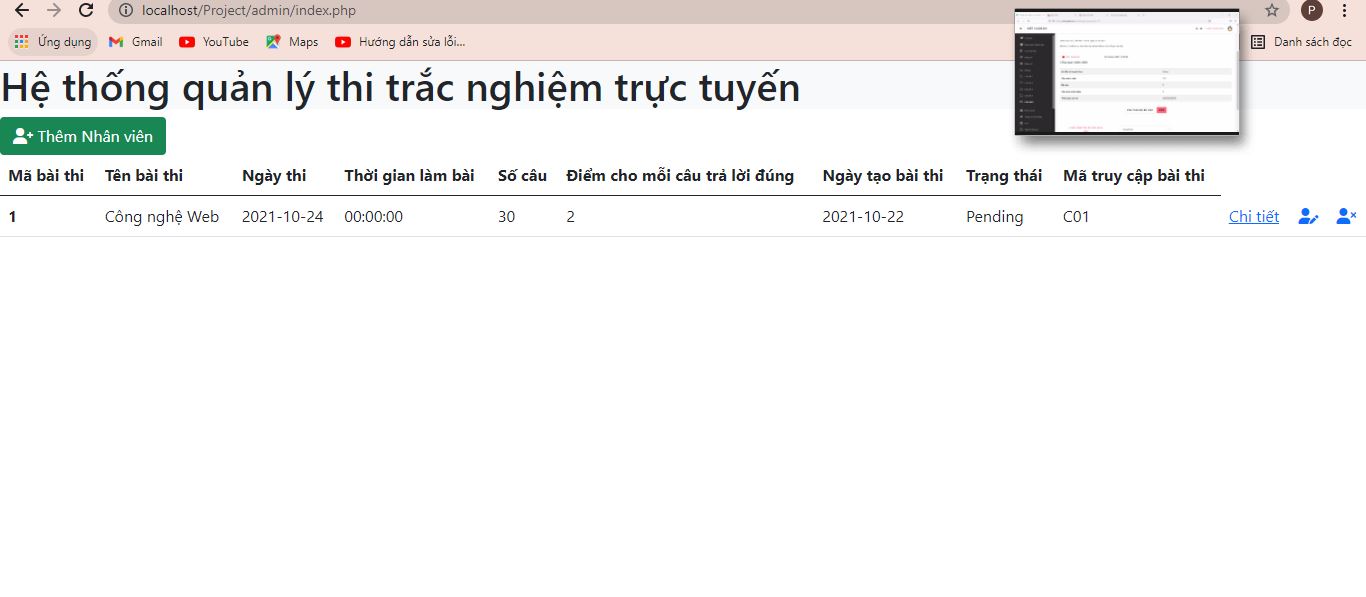 localhost/Project/admin/index.php
P
Ứng dụng Gmail YouTube Maps Hướng dẫn sửa lỗi... Danh sách đọc
Hệ thống quản lý thi trắc nghiệm trực tuyến
Thêm Nhân viên
Mã bài thi Tên bài thi Ngày thi Thời gian làm bài Số câu Điểm cho mỗi câu trả lời đúng Ngày tạo bài thi Trạng thái Mã truy cập bài thi
1 Công nghệ Web 2021-10-24 00:00:00 30 2 2021-10-22 Pending C01 Chi tiết